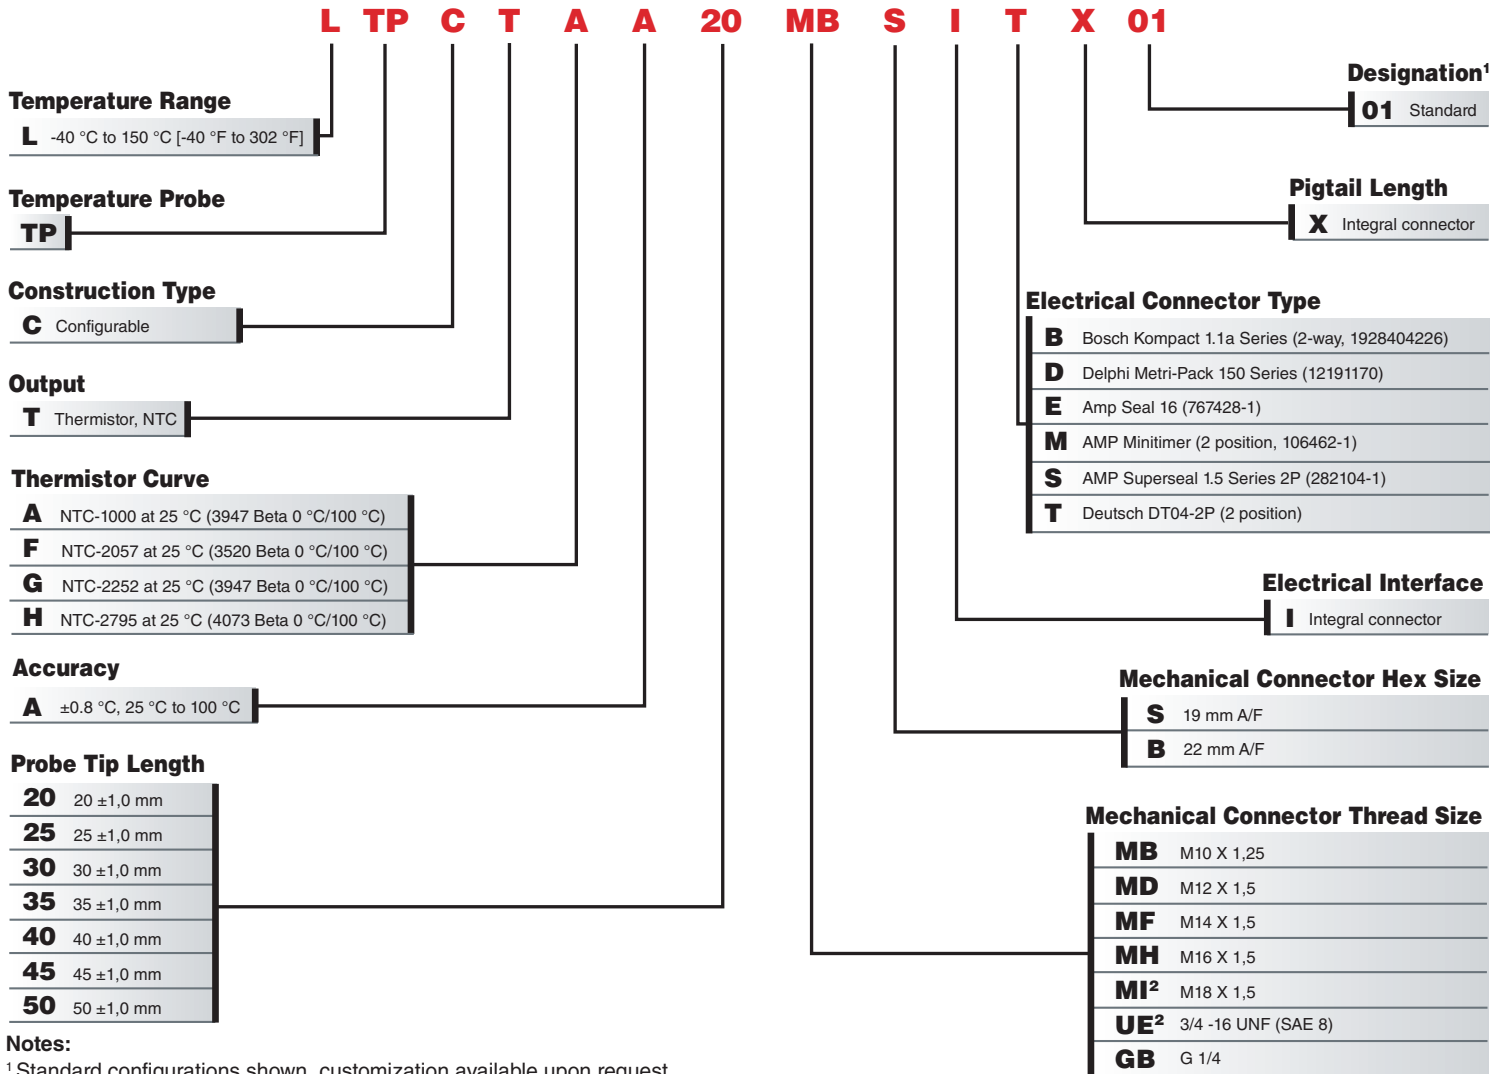 L TP C T A A 20 MB S I T X 01
Temperature Range
L -40 °C to 150 °C [-40 °F to 302 °F]
Temperature Probe
TP
Construction Type
C Configurable
Output
T Thermistor, NTC
Thermistor Curve
A NTC-1000 at 25 °C (3947 Beta 0 °C/100 °C)
F NTC-2057 at 25 °C (3520 Beta 0 °C/100 °C)
G NTC-2252 at 25 °C (3947 Beta 0 °C/100 °C)
H NTC-2795 at 25 °C (4073 Beta 0 °C/100 °C)
Accuracy
A ±0.8 °C, 25 °C to 100 °C
Probe Tip Length
20 20 ±1,0 mm
25 25 ±1,0 mm
30 30 ±1,0 mm
35 35 ±1,0 mm
40 40 ±1,0 mm
45 45 ±1,0 mm
50 50 ±1,0 mm
Notes:
¹ Standard configurations shown, customization available upon request
Designation¹
01 Standard
Pigtail Length
X Integral connector
Electrical Connector Type
B Bosch Kompact 1.1a Series (2-way, 1928404226)
D Delphi Metri-Pack 150 Series (12191170)
E Amp Seal 16 (767428-1)
M AMP Minitimer (2 position, 106462-1)
S AMP Superseal 1.5 Series 2P (282104-1)
T Deutsch DT04-2P (2 position)
Electrical Interface
I Integral connector
Mechanical Connector Hex Size
S 19 mm A/F
B 22 mm A/F
Mechanical Connector Thread Size
MB M10 X 1,25
MD M12 X 1,5
MF M14 X 1,5
MH M16 X 1,5
MI² M18 X 1,5
UE² 3/4 -16 UNF (SAE 8)
GB G 1/4